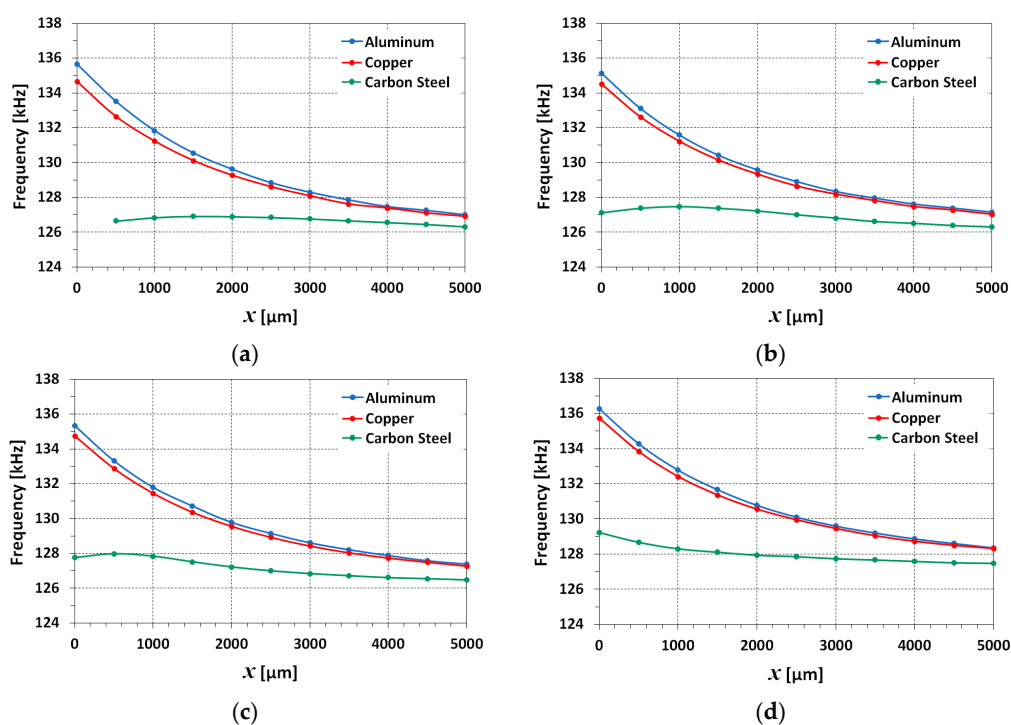 138
136
134
132
130
128
126
124
Frequency [kHz]
Aluminum
Copper
Carbon Steel
0 1000 2000 3000 4000 5000
x [µm]
(a)
138
136
134
132
130
128
126
124
Frequency [kHz]
Aluminum
Copper
Carbon Steel
0 1000 2000 3000 4000 5000
x [µm]
(b)
138
136
134
132
130
128
126
124
Frequency [kHz]
Aluminum
Copper
Carbon Steel
0 1000 2000 3000 4000 5000
x [µm]
(c)
138
136
134
132
130
128
126
124
Frequency [kHz]
Aluminum
Copper
Carbon Steel
0 1000 2000 3000 4000 5000
x [µm]
(d)